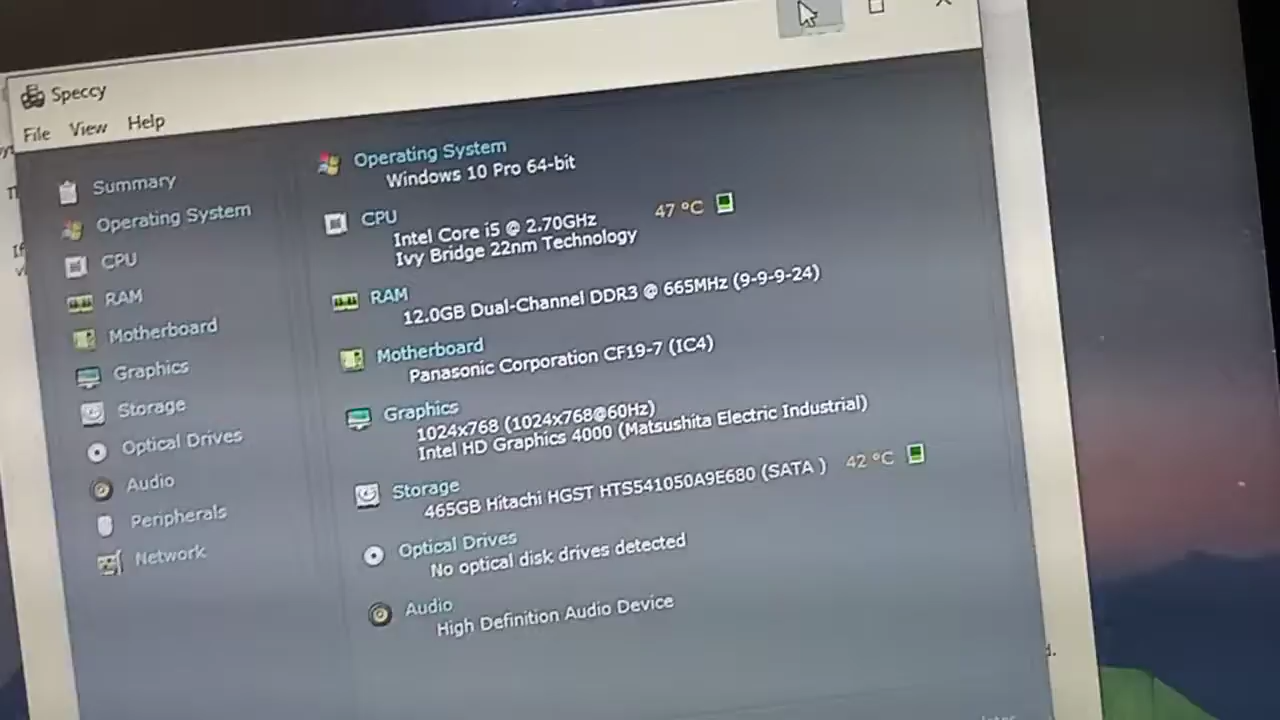 Speccy
File View Help
Summary
Operating System
CPU
RAM
Motherboard
Graphics
Storage
Optical Drives
Audio
Peripherals
Network
Operating System
Windows 10 Pro 64-bit
CPU
Intel Core i5 @ 2.70GHz 47 °C
Ivy Bridge 22nm Technology
RAM
12.0GB Dual-Channel DDR3 @ 665MHz (9-9-9-24)
Motherboard
Panasonic Corporation CF19-7 (IC4)
Graphics
1024x768 (1024x768@60Hz)
Intel HD Graphics 4000 (Matsushita Electric Industrial)
Storage
465GB Hitachi HGST HTS541050A9E680 (SATA ) 42 °C
Optical Drives
No optical disk drives detected
Audio
High Definition Audio Device